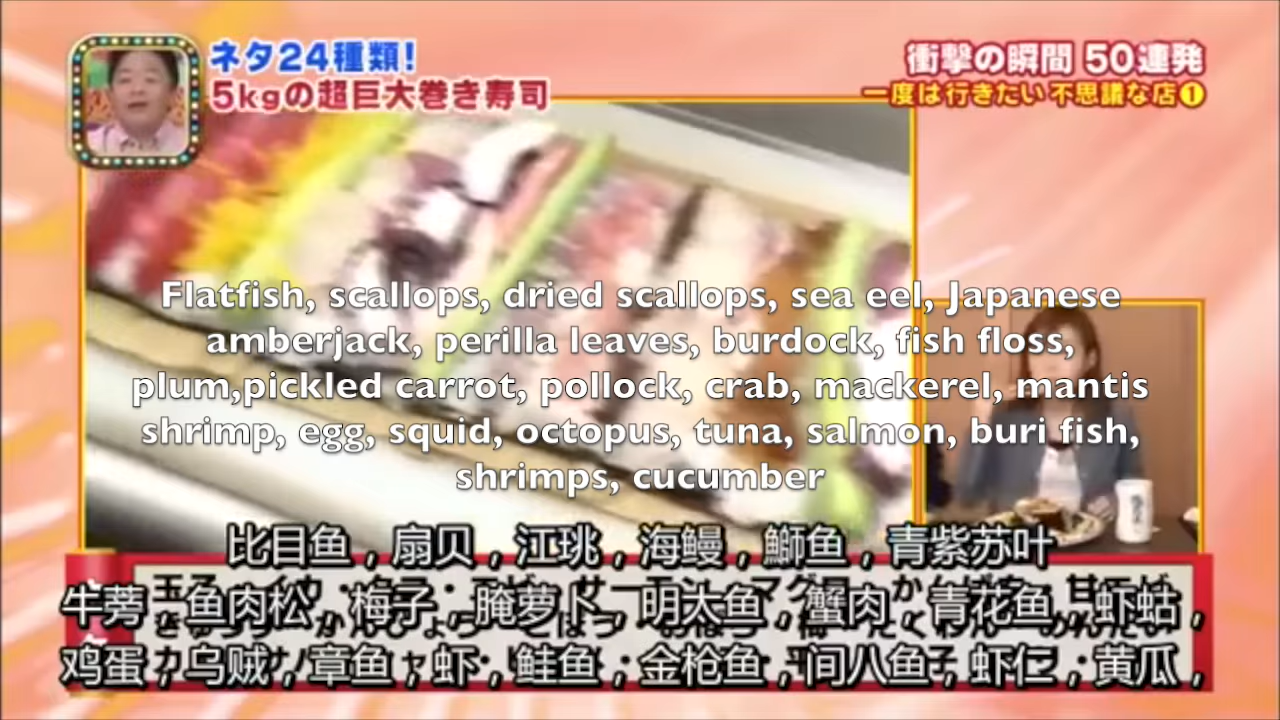 ネタ24種類!
5kgの超巨大巻き寿司
衝撃の瞬間 50連発
一度は行きたい 不思議な店❶
Flatfish, scallops, dried scallops, sea eel, Japanese
amberjack, perilla leaves, burdock, fish floss,
plum,pickled carrot, pollock, crab, mackerel, mantis
shrimp, egg, squid, octopus, tuna, salmon, buri fish,
shrimps, cucumber
比目鱼，扇贝，江珧，海鳗，鰤鱼，青紫苏叶
牛蒡，鱼肉松，梅子，腌萝卜，明太鱼，蟹肉，青花鱼，虾蛄，
鸡蛋，乌贼，章鱼，虾，鲑鱼，金枪鱼，间八鱼，虾仁，黄瓜，